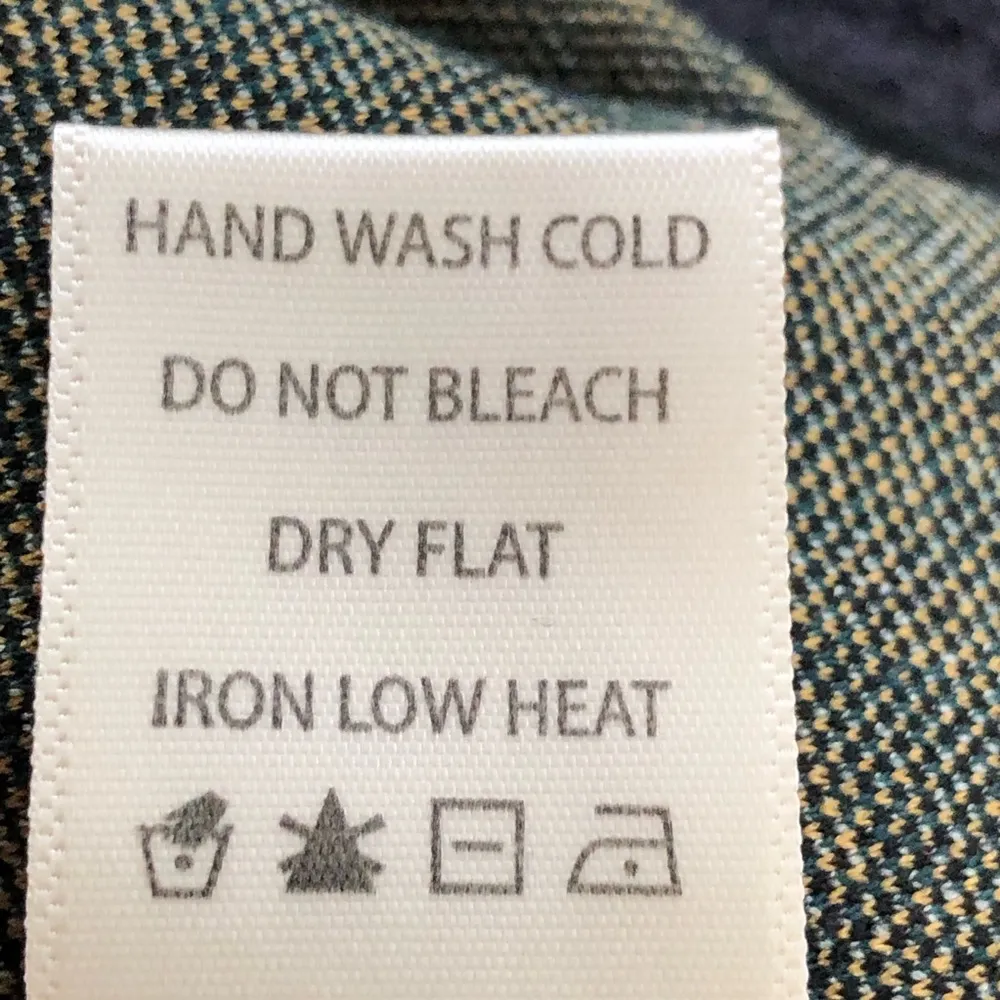 HAND WASH COLD
DO NOT BLEACH
DRY FLAT
IRON LOW HEAT